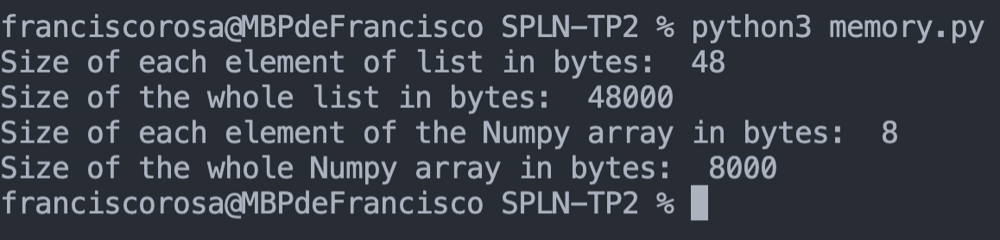 franciscorosa@MBPdeFrancisco SPLN-TP2 % python3 memory.py
Size of each element of list in bytes:  48
Size of the whole list in bytes:  48000
Size of each element of the Numpy array in bytes:  8
Size of the whole Numpy array in bytes:  8000
franciscorosa@MBPdeFrancisco SPLN-TP2 %